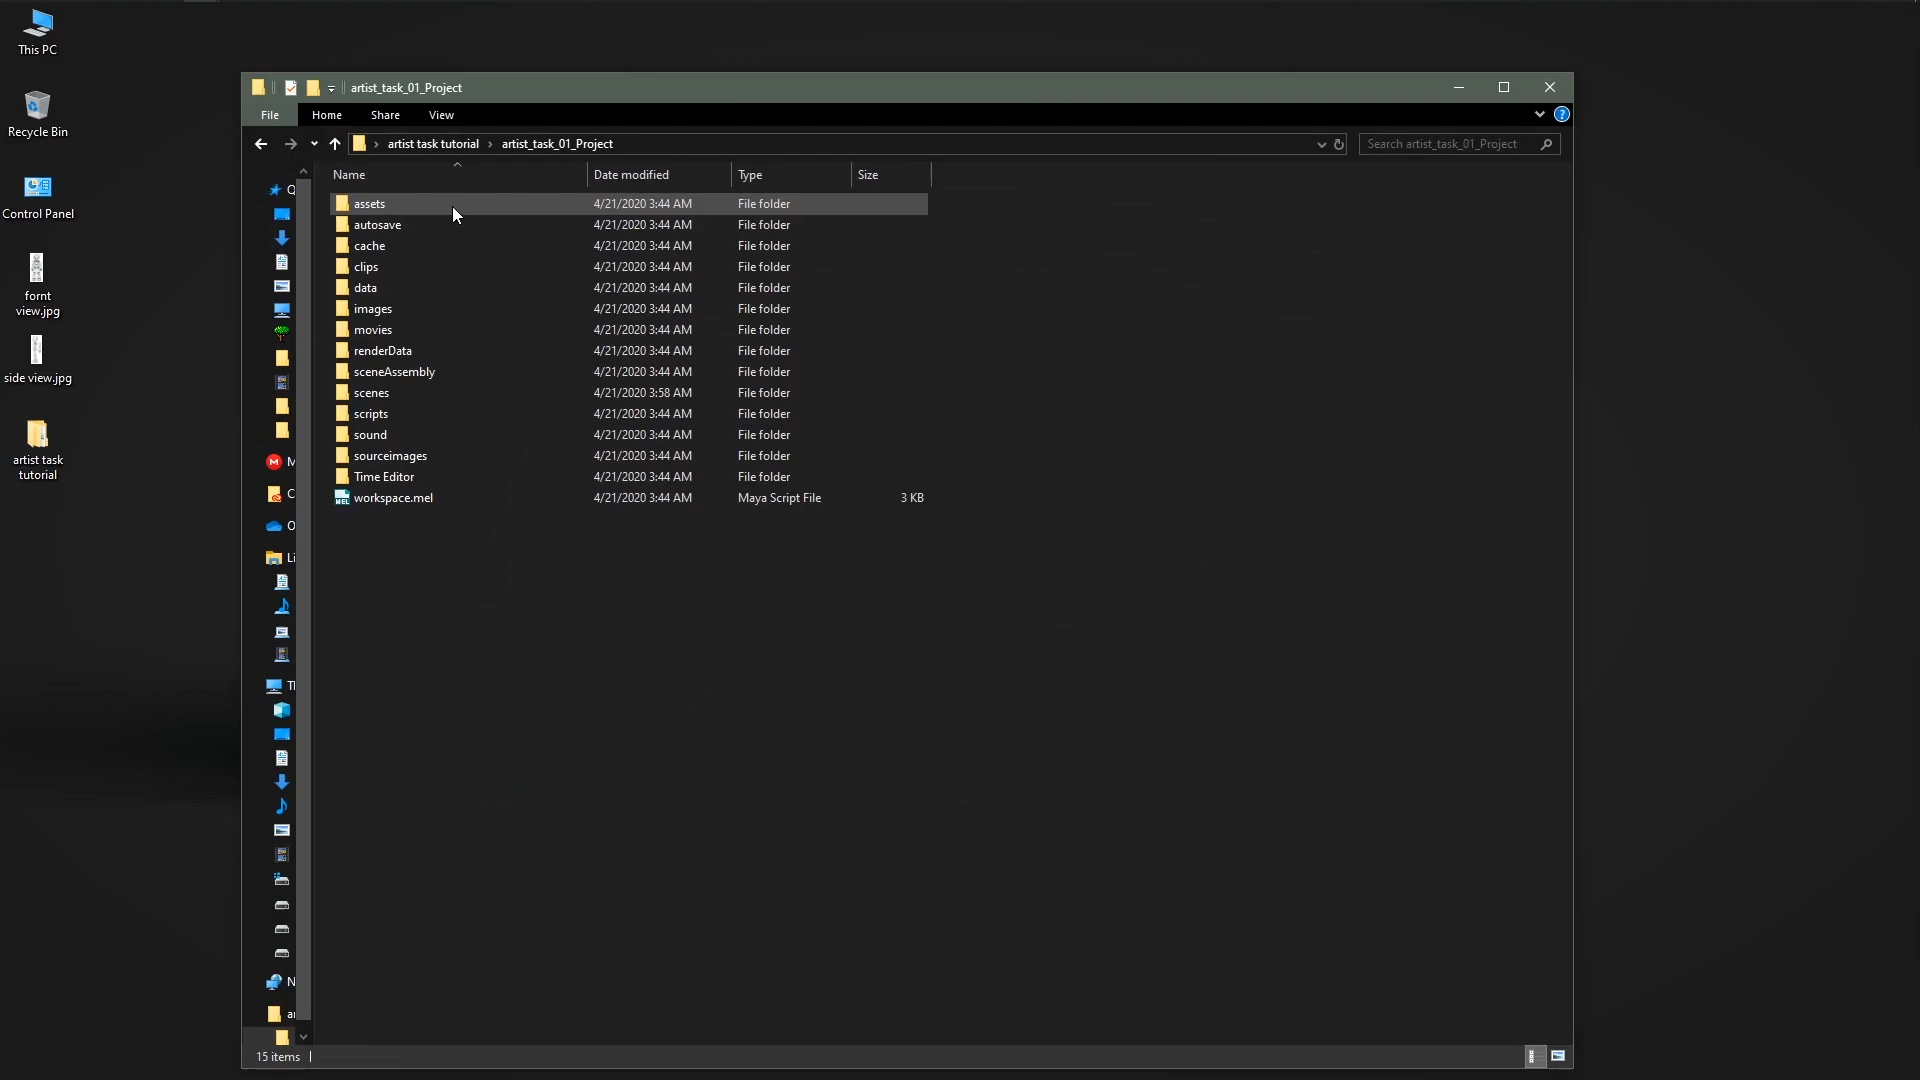 This PC
Recycle Bin
Control Panel
fornt
view.jpg
side view.jpg
artist task
tutorial
artist_task_01_Project
File Home Share View
artist task tutorial › artist_task_01_Project
Search artist_task_01_Project
Name Date modified Type Size
assets 4/21/2020 3:44 AM File folder
autosave 4/21/2020 3:44 AM File folder
cache 4/21/2020 3:44 AM File folder
clips 4/21/2020 3:44 AM File folder
data 4/21/2020 3:44 AM File folder
images 4/21/2020 3:44 AM File folder
movies 4/21/2020 3:44 AM File folder
renderData 4/21/2020 3:44 AM File folder
sceneAssembly 4/21/2020 3:44 AM File folder
scenes 4/21/2020 3:58 AM File folder
scripts 4/21/2020 3:44 AM File folder
sound 4/21/2020 3:44 AM File folder
sourceimages 4/21/2020 3:44 AM File folder
Time Editor 4/21/2020 3:44 AM File folder
workspace.mel 4/21/2020 3:44 AM Maya Script File 3 KB
15 items